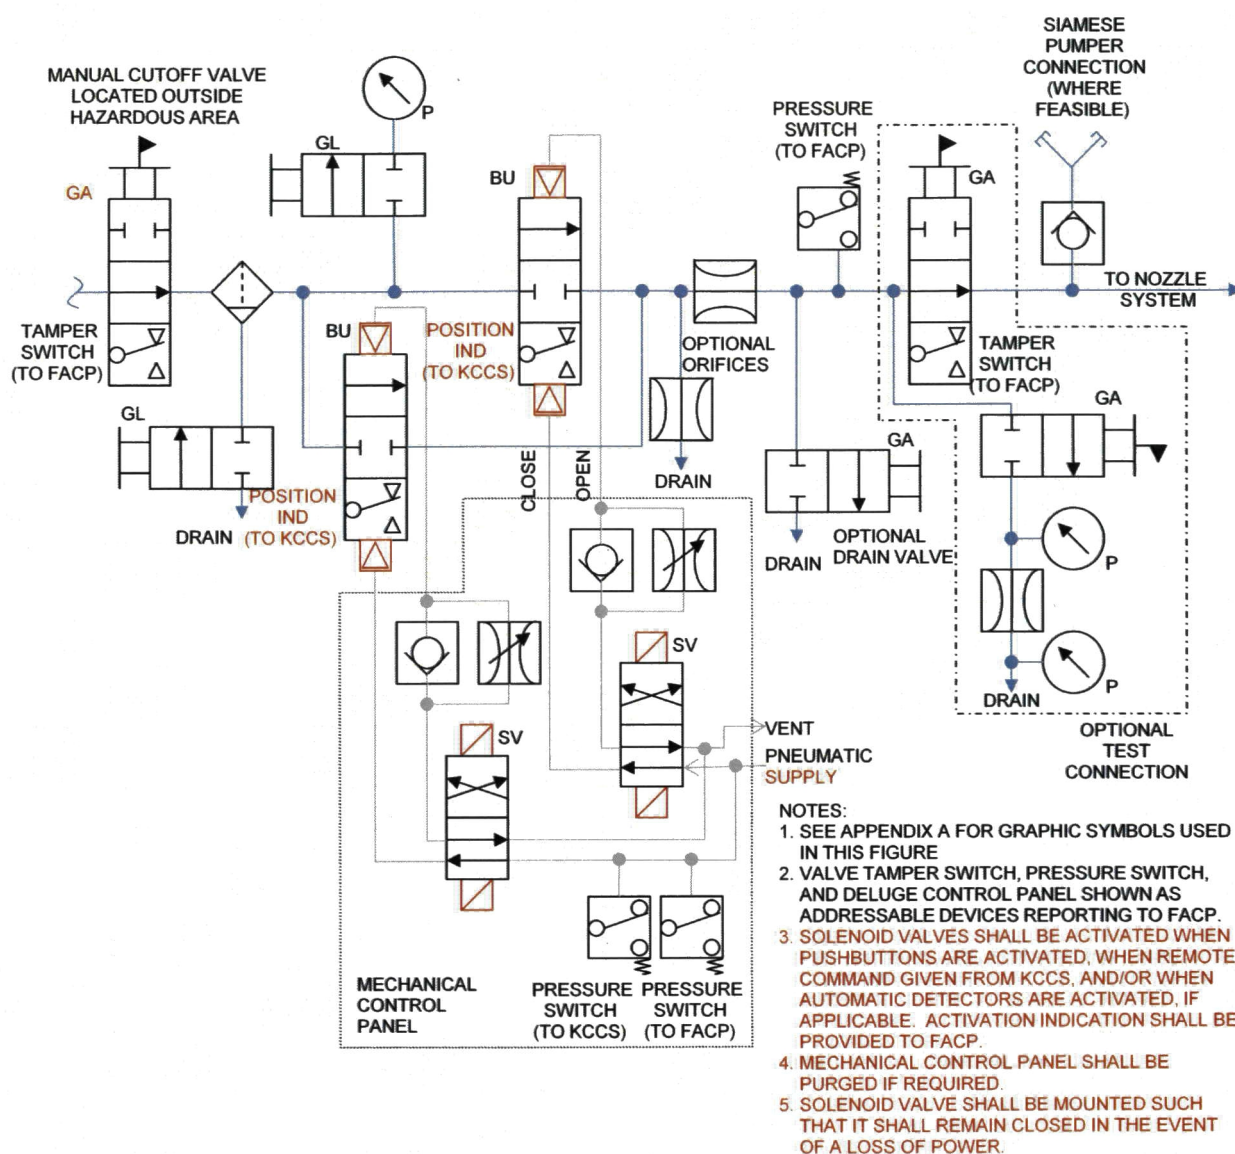 SIAMESE
PUMPER
CONNECTION
(WHERE
FEASIBLE)
MANUAL CUTOFF VALVE
LOCATED OUTSIDE
HAZARDOUS AREA
P
PRESSURE
SWITCH
(TO FACP)
GL
BU
GA
GA
TO NOZZLE
SYSTEM
TAMPER
SWITCH
(TO FACP)
BU
POSITION
IND
(TO KCCS)
OPTIONAL
ORIFICES
TAMPER
SWITCH
(TO FACP)
GL
GA
GA
CLOSE
OPEN
DRAIN
POSITION
IND
(TO KCCS)
DRAIN
OPTIONAL
DRAIN VALVE
DRAIN
P
SV
P
DRAIN
SV
VENT
PNEUMATIC
SUPPLY
OPTIONAL
TEST
CONNECTION
MECHANICAL
CONTROL
PANEL
PRESSURE
SWITCH
(TO KCCS)
PRESSURE
SWITCH
(TO FACP)
NOTES:
1. SEE APPENDIX A FOR GRAPHIC SYMBOLS USED
IN THIS FIGURE
2. VALVE TAMPER SWITCH, PRESSURE SWITCH,
AND DELUGE CONTROL PANEL SHOWN AS
ADDRESSABLE DEVICES REPORTING TO FACP.
3. SOLENOID VALVES SHALL BE ACTIVATED WHEN
PUSHBUTTONS ARE ACTIVATED, WHEN REMOTE
COMMAND GIVEN FROM KCCS, AND/OR WHEN
AUTOMATIC DETECTORS ARE ACTIVATED, IF
APPLICABLE. ACTIVATION INDICATION SHALL BE
PROVIDED TO FACP.
4. MECHANICAL CONTROL PANEL SHALL BE
PURGED IF REQUIRED.
5. SOLENOID VALVE SHALL BE MOUNTED SUCH
THAT IT SHALL REMAIN CLOSED IN THE EVENT
OF A LOSS OF POWER.